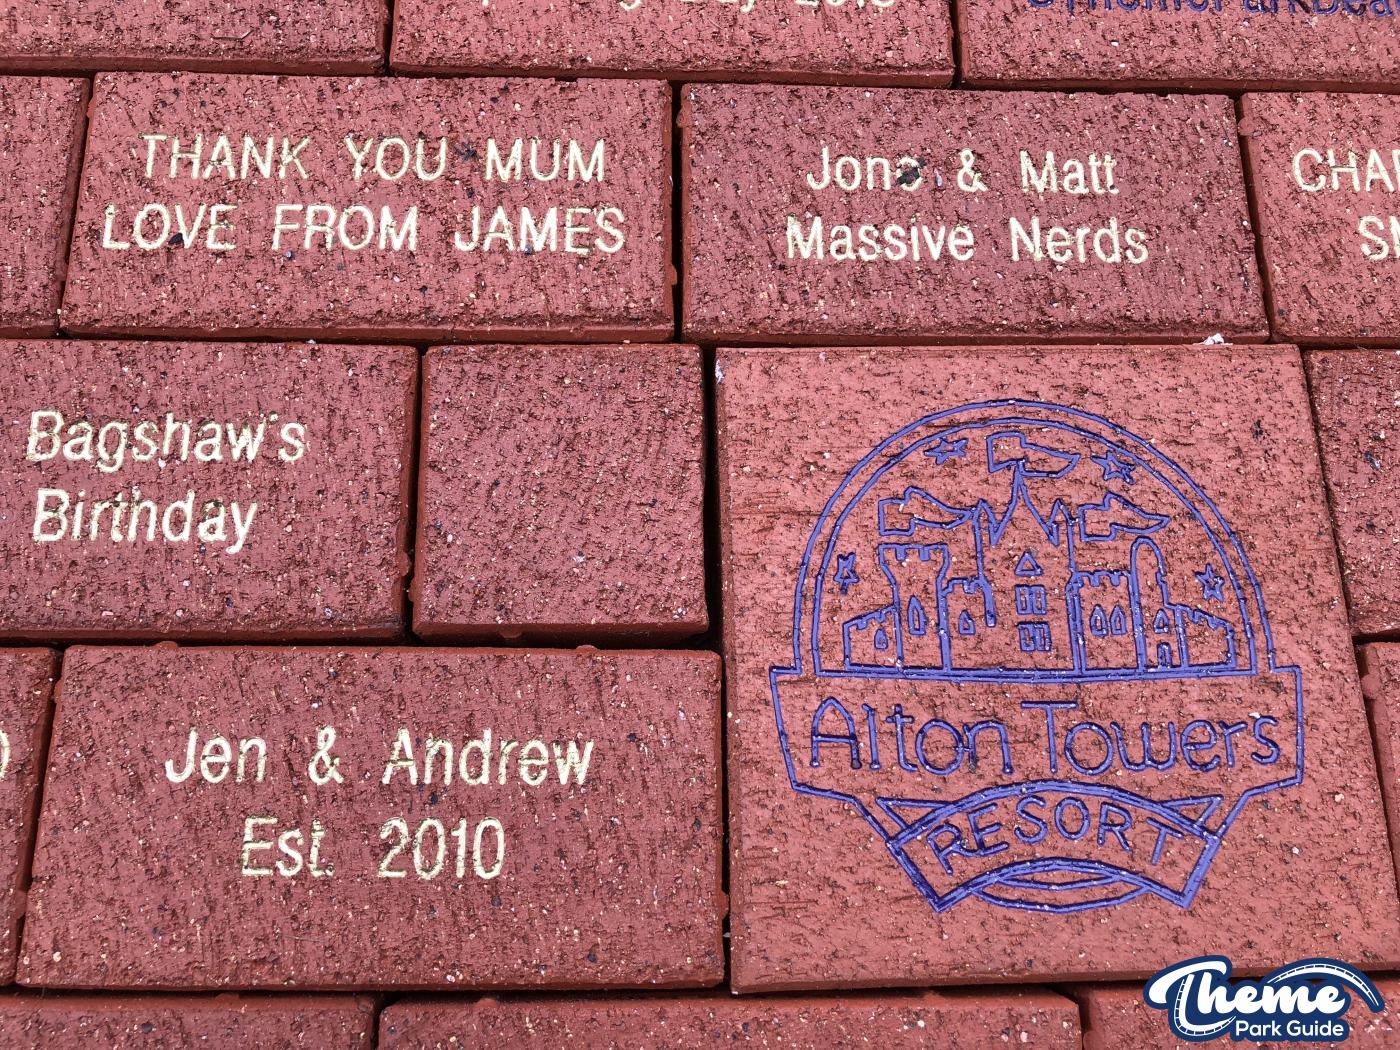 THANK YOU MUM
LOVE FROM JAMES
& Matt
Massive Nerds
Bagshaw's
Birthday
Jen & Andrew
Est. 2010
Alton Towers
RESORT
Theme
Park Guide